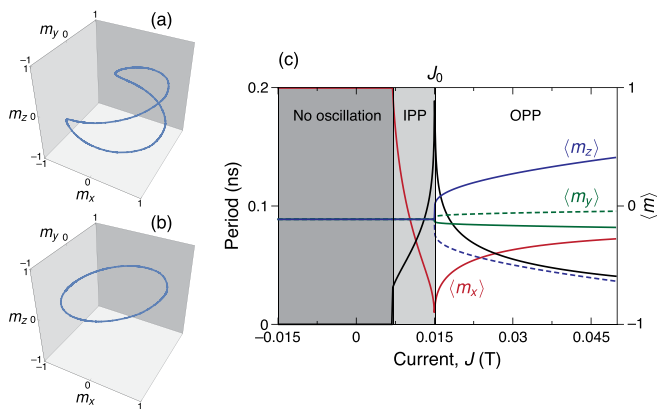 (a)
1
m_y 0
−1
1
m_z 0
−1
−1
0
m_x
1
(b)
1
m_y 0
−1
1
m_z 0
−1
−1
0
m_x
1
(c)
J_0
0.2
0.1
0
Period (ns)
No oscillation
IPP
OPP
⟨m_z⟩
⟨m_y⟩
⟨m_x⟩
1
0
−1
⟨m⟩
−0.015
0
0.015
0.03
0.045
Current, J (T)